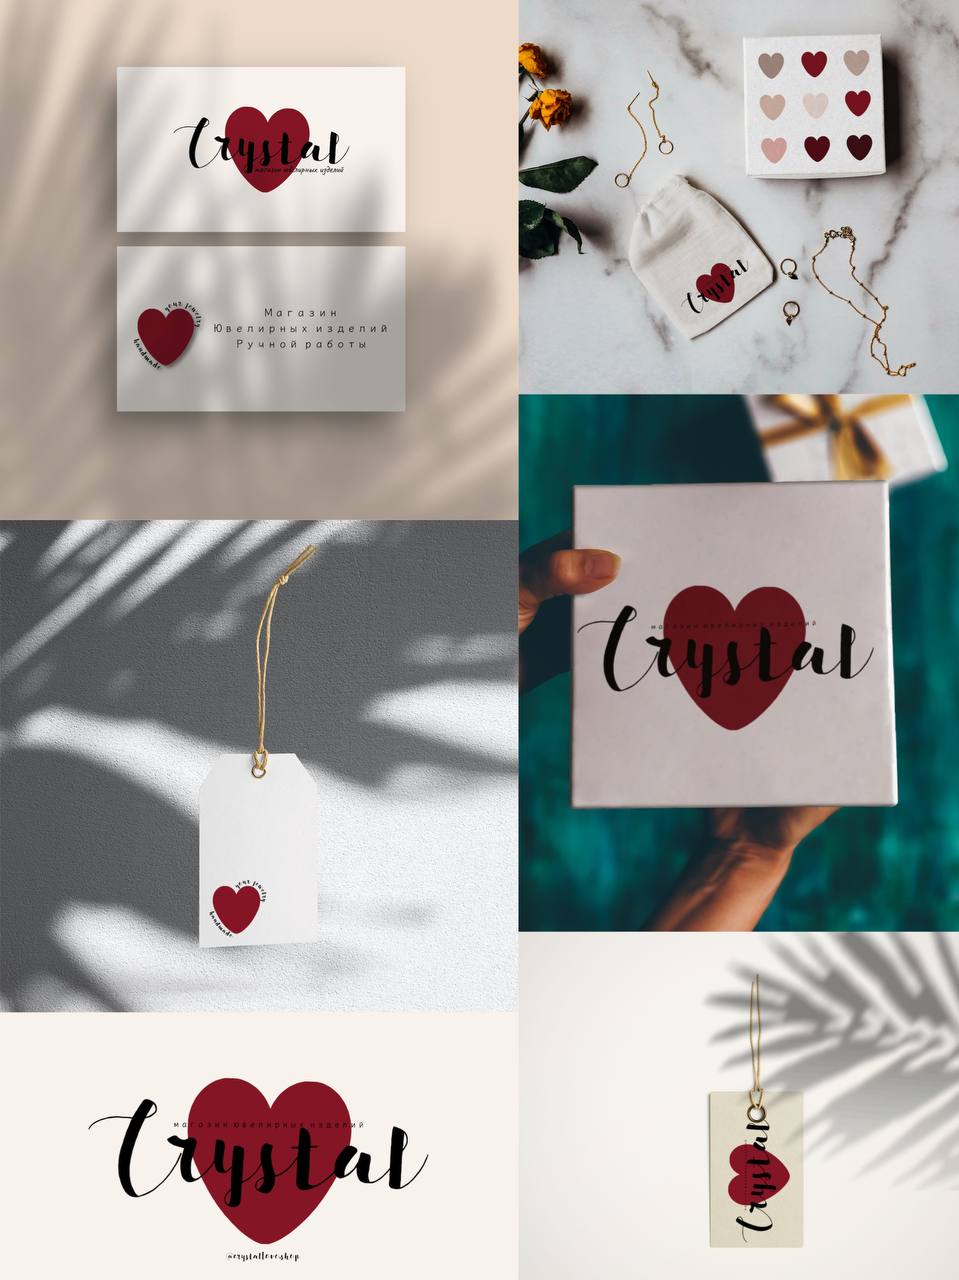 Crystal
магазин ювелирных изделий
your jewelry
handmade
Магазин
Ювелирных изделий
Ручной работы
Crystal
магазин ювелирных изделий
Crystal
your jewelry
handmade
магазин ювелирных изделий
Crystal
@crystalloveshop
Crystal